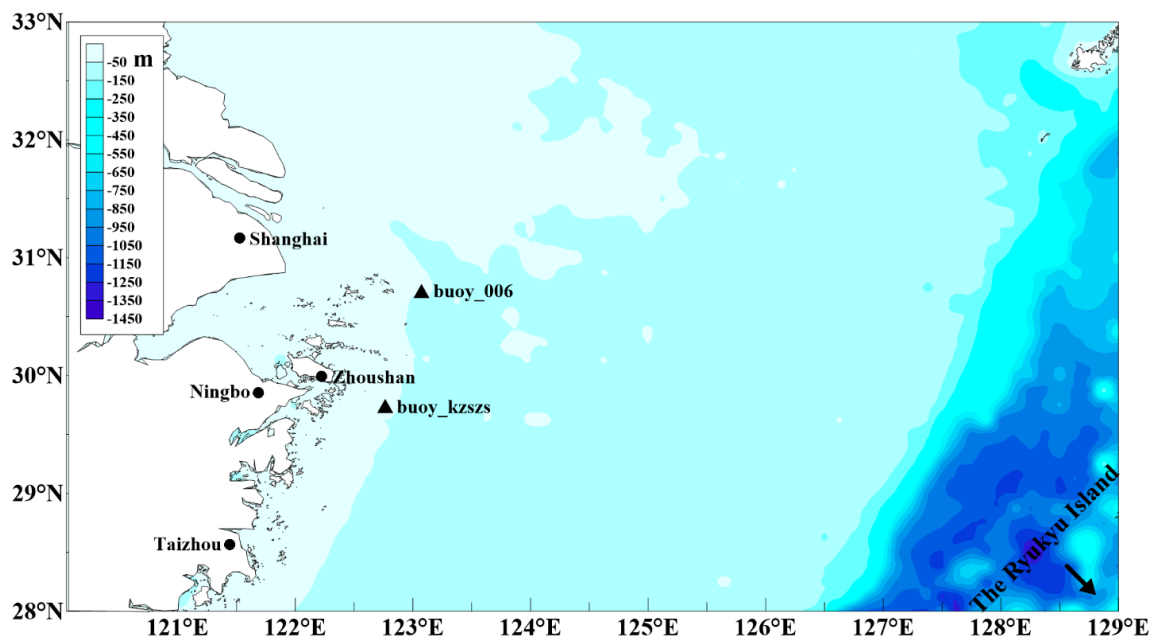 33°N
32°N
31°N
30°N
29°N
28°N
-50 m
-150
-250
-350
-450
-550
-650
-750
-850
-950
-1050
-1150
-1250
-1350
-1450
Shanghai
buoy_006
Zhoushan
Ningbo
buoy_kzszs
Taizhou
The Ryukyu Island
121°E 122°E 123°E 124°E 125°E 126°E 127°E 128°E 129°E